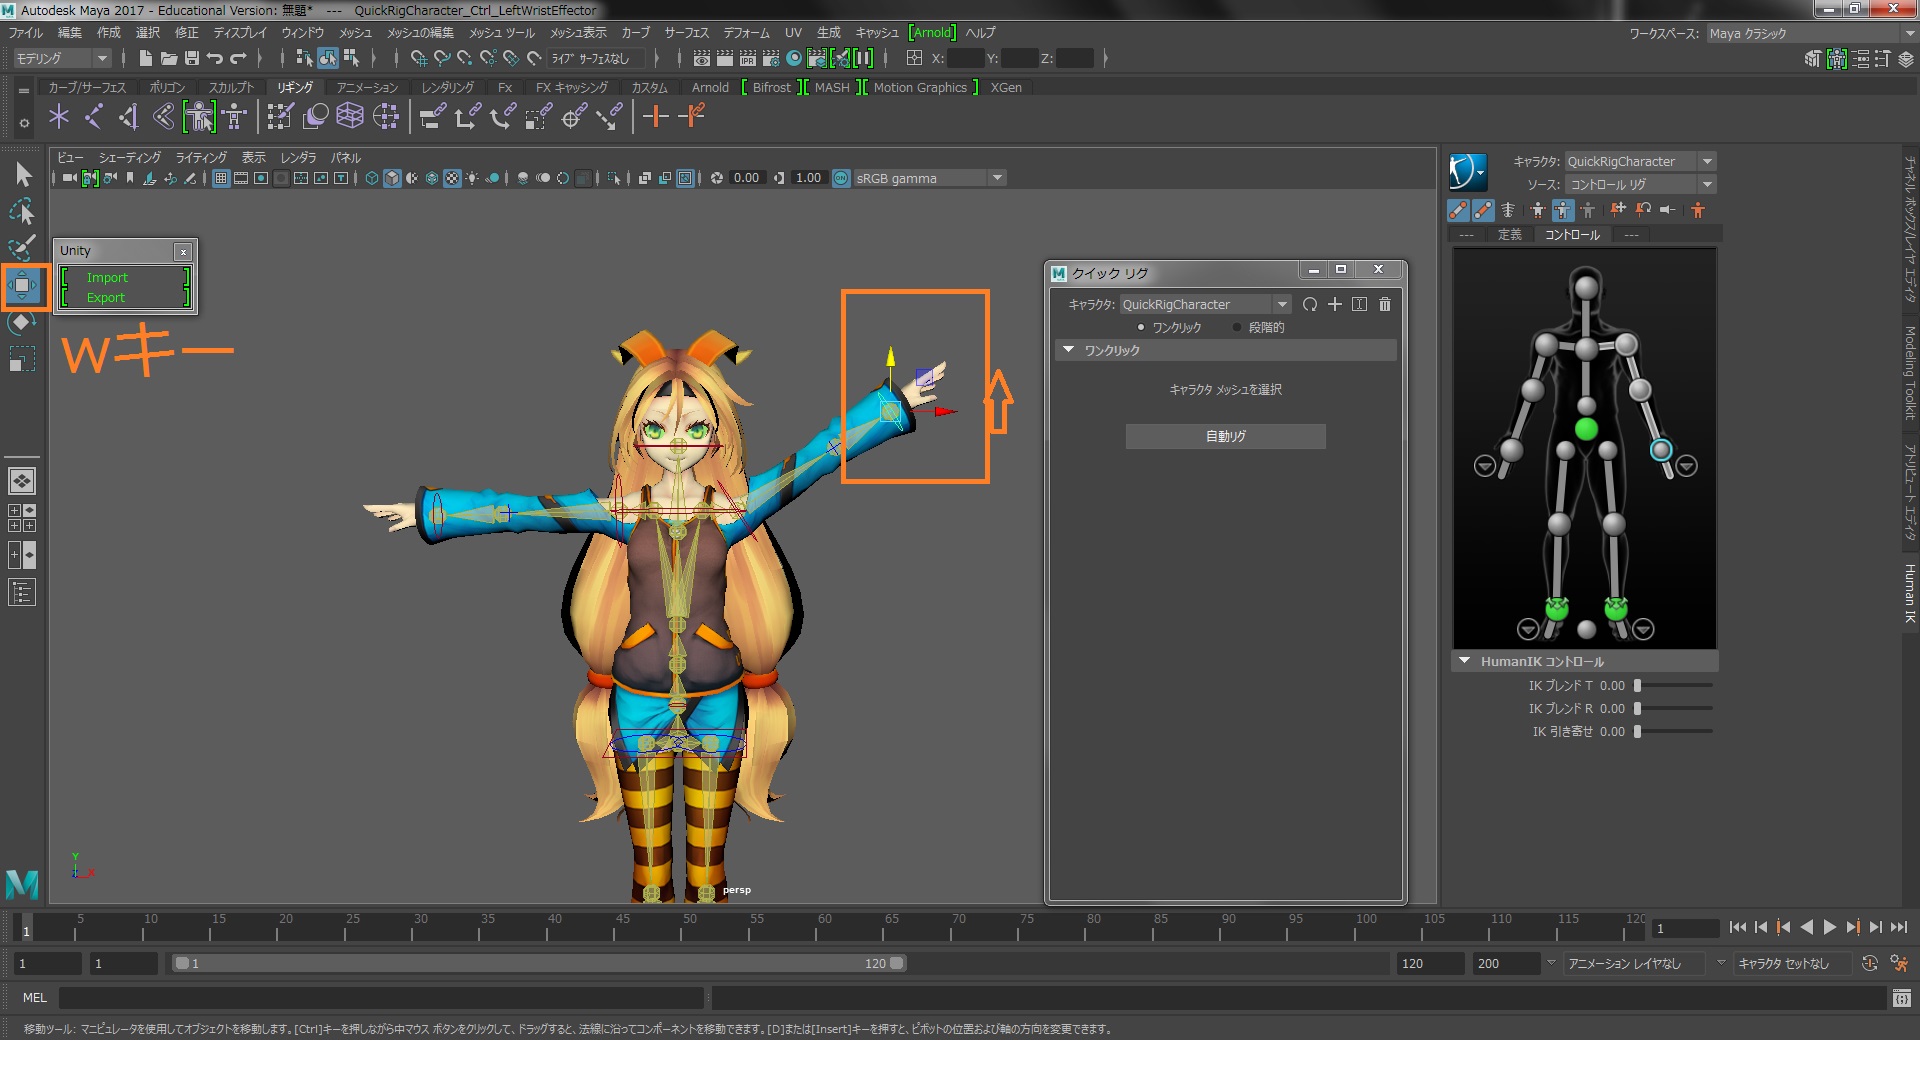 Autodesk Maya 2017 - Educational Version: 無題*   ---   QuickRigCharacter_Ctrl_LeftWristEffector
ファイル 編集 作成 選択 修正 ディスプレイ ウィンドウ メッシュ メッシュの編集 メッシュ ツール メッシュ表示 カーブ サーフェス デフォーム UV 生成 キャッシュ [Arnold] ヘルプ ワークスペース: Maya クラシック
モデリング ライブ サーフェスなし X: Y: Z:
カーブ/サーフェス ポリゴン スカルプト リギング アニメーション レンダリング Fx FX キャッシング カスタム Arnold [ Bifrost ][ MASH ][ Motion Graphics ] XGen
ビュー シェーディング ライティング 表示 レンダラ パネル
0.00 1.00 sRGB gamma
Unity
Import
Export
Wキー
クイック リグ
キャラクタ: QuickRigCharacter
ワンクリック 段階的
ワンクリック
キャラクタ メッシュを選択
自動リグ
persp
Y
Z X
キャラクタ: QuickRigCharacter
ソース: コントロール リグ
--- 定義 コントロール ---
HumanIK コントロール
IK ブレンド T 0.00
IK ブレンド R 0.00
IK 引き寄せ 0.00
チャネル ボックス/レイヤ エディタ
Modeling Toolkit
アトリビュート エディタ
Human IK
1 5 10 15 20 25 30 35 40 45 50 55 60 65 70 75 80 85 90 95 100 105 110 115 120 1
1 1 1 120 120 200 アニメーション レイヤなし キャラクタ セットなし
MEL
移動ツール: マニピュレータを使用してオブジェクトを移動します。[Ctrl]キーを押しながら中マウス ボタンをクリックして、ドラッグすると、法線に沿ってコンポーネントを移動できます。[D]または[Insert]キーを押すと、ピボットの位置および軸の方向を変更できます。